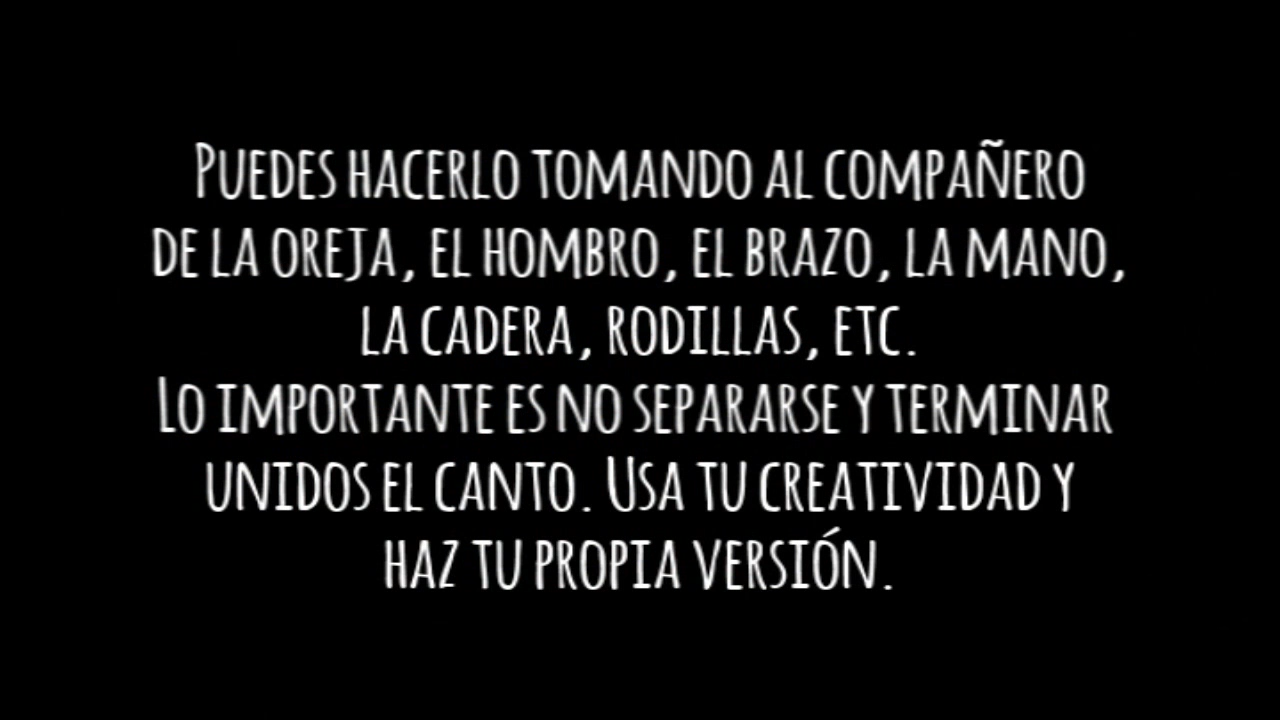 Puedes hacerlo tomando al compañero
de la oreja, el hombro, el brazo, la mano,
la cadera, rodillas, etc.
Lo importante es no separarse y terminar
unidos el canto. Usa tu creatividad y
haz tu propia versión.